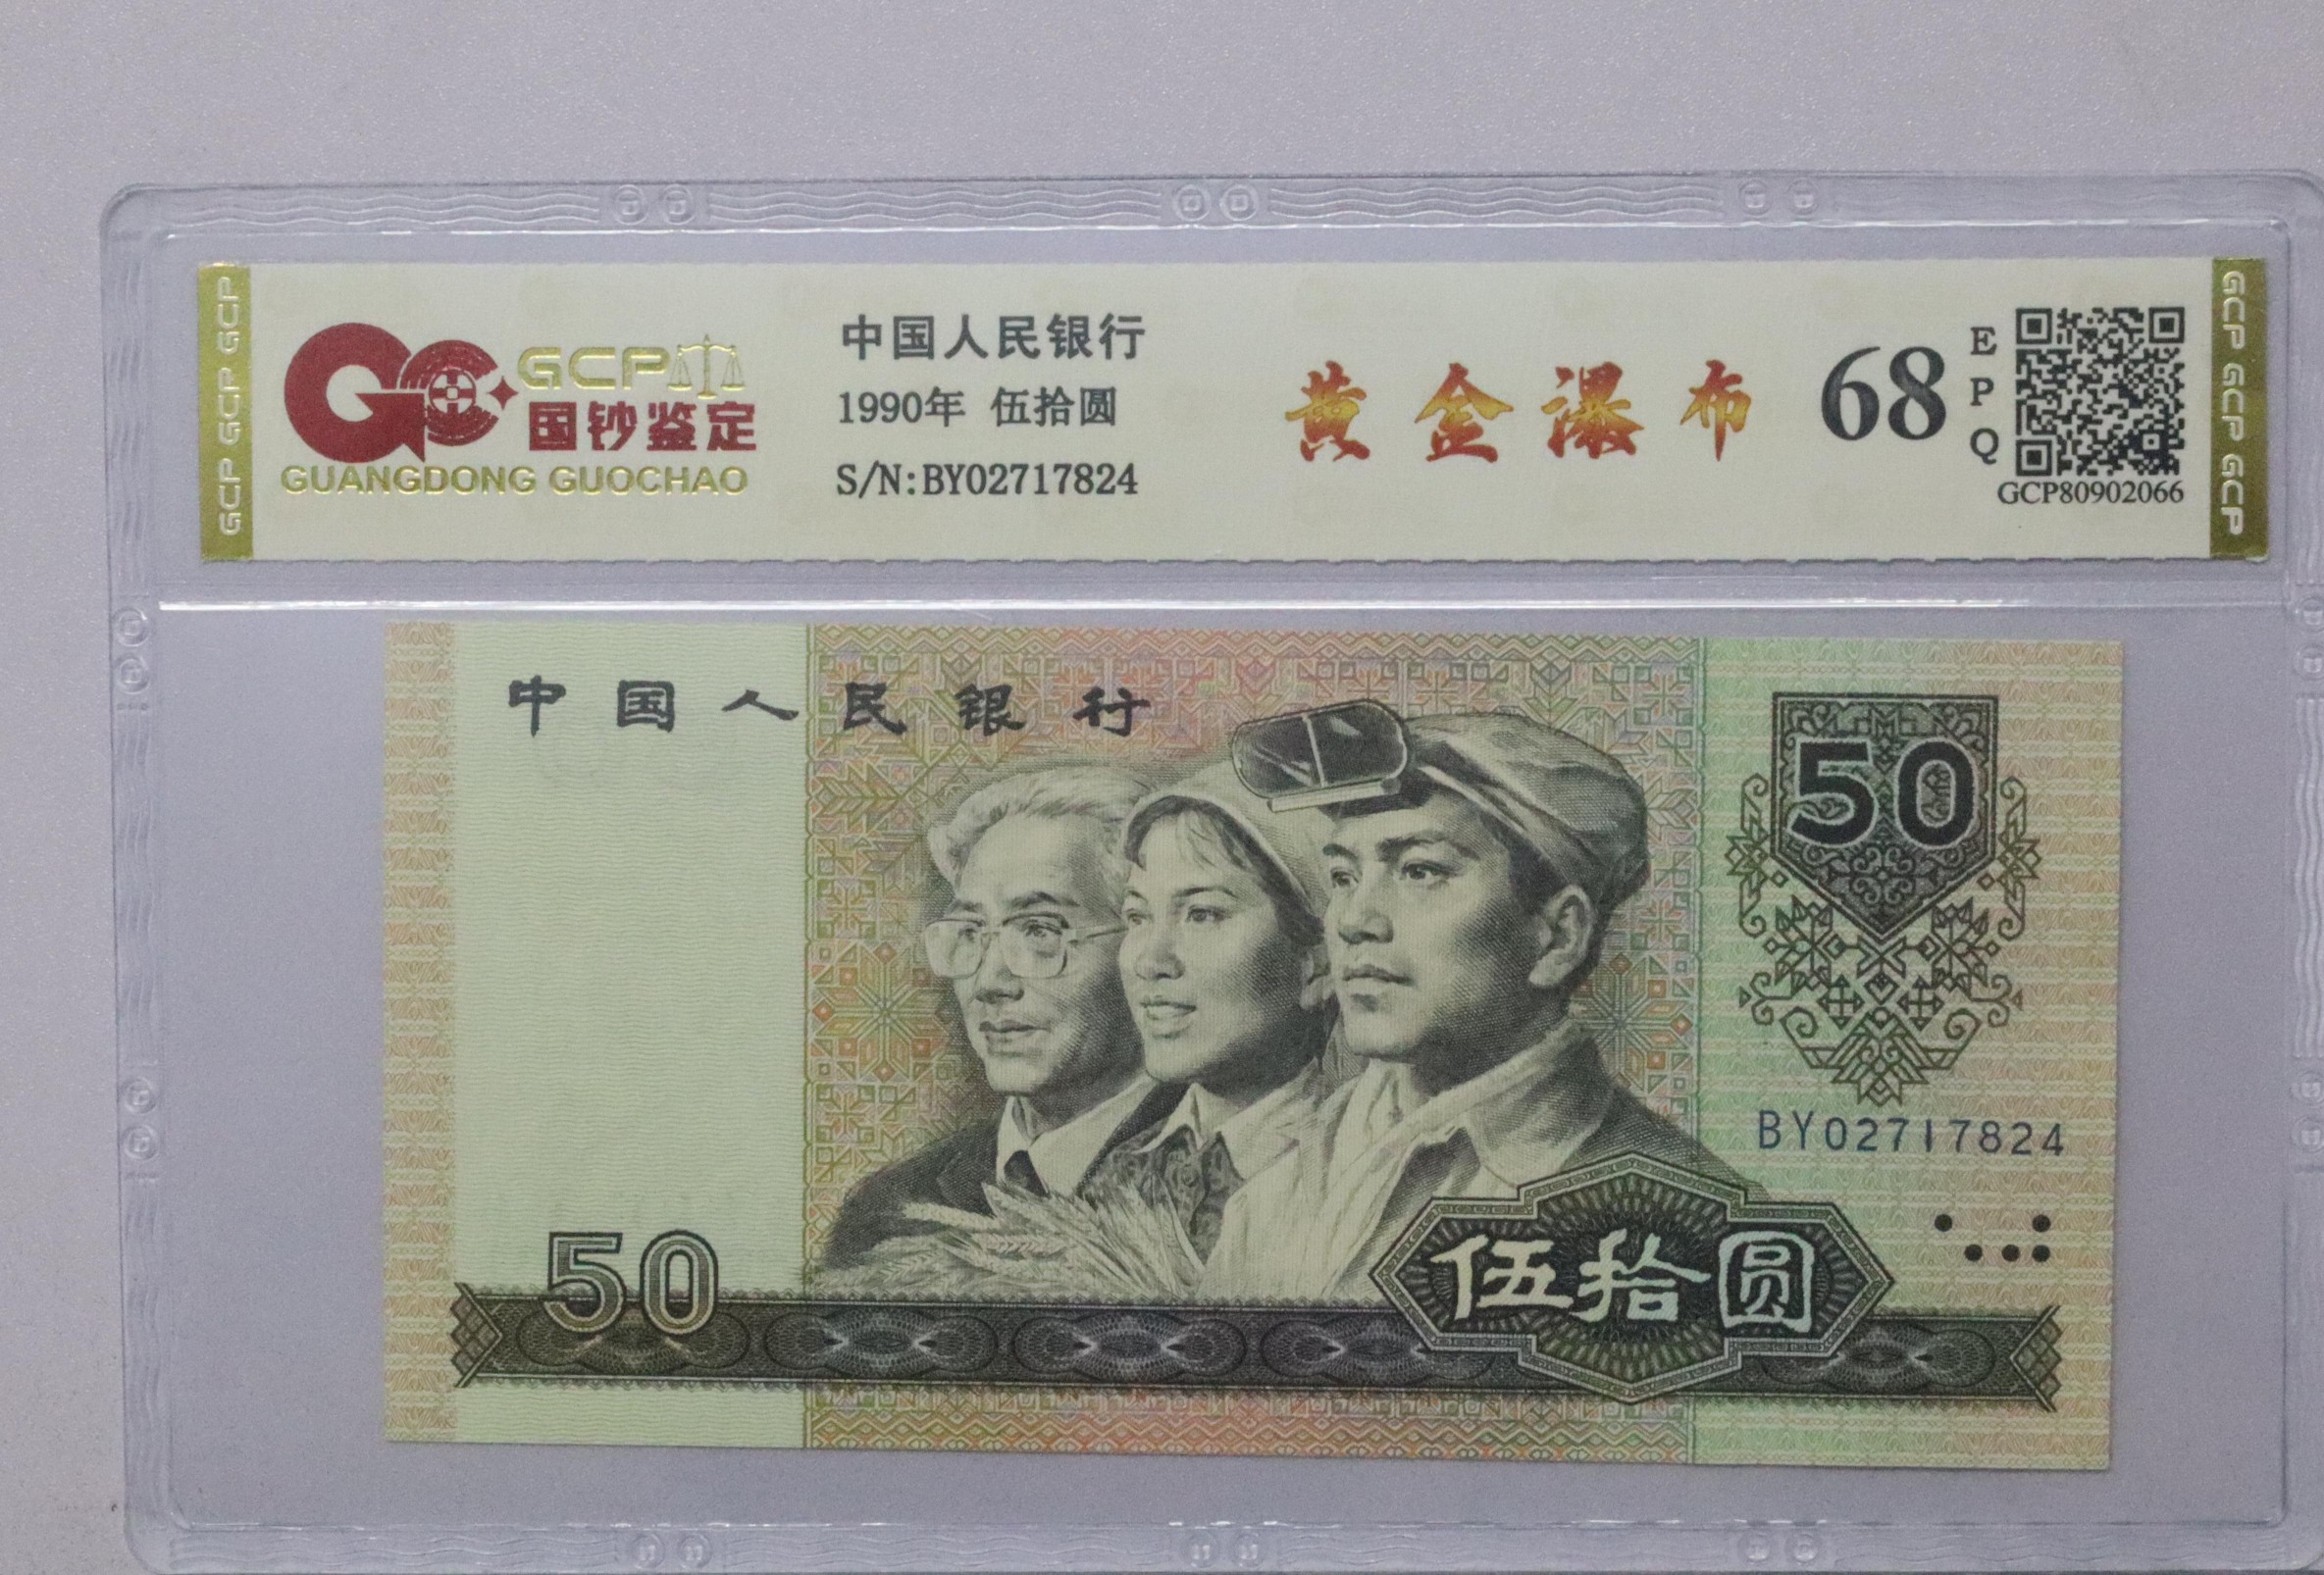 GCP GCP GCP
GCP
国钞鉴定
GUANGDONG GUOCHAO
中国人民银行
1990年 伍拾圆
S/N:BY02717824
黄金瀑布
68
EPQ
GCP80902066
GCP GCP GCP
中国人民银行
50
BY02717824
50
伍拾圆